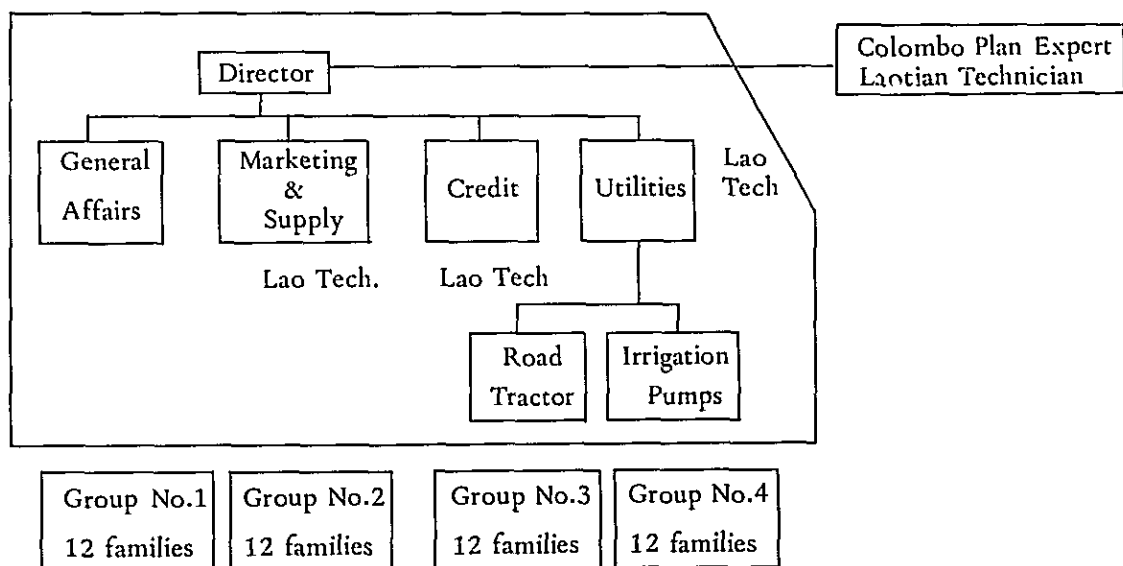 Colombo Plan Expert
Laotian Technician
Director
General
Affairs
Marketing
&
Supply
Credit
Utilities
Lao
Tech
Lao Tech.
Lao Tech
Road
Tractor
Irrigation
Pumps
Group No.1
12 families
Group No.2
12 families
Group No.3
12 families
Group No.4
12 families